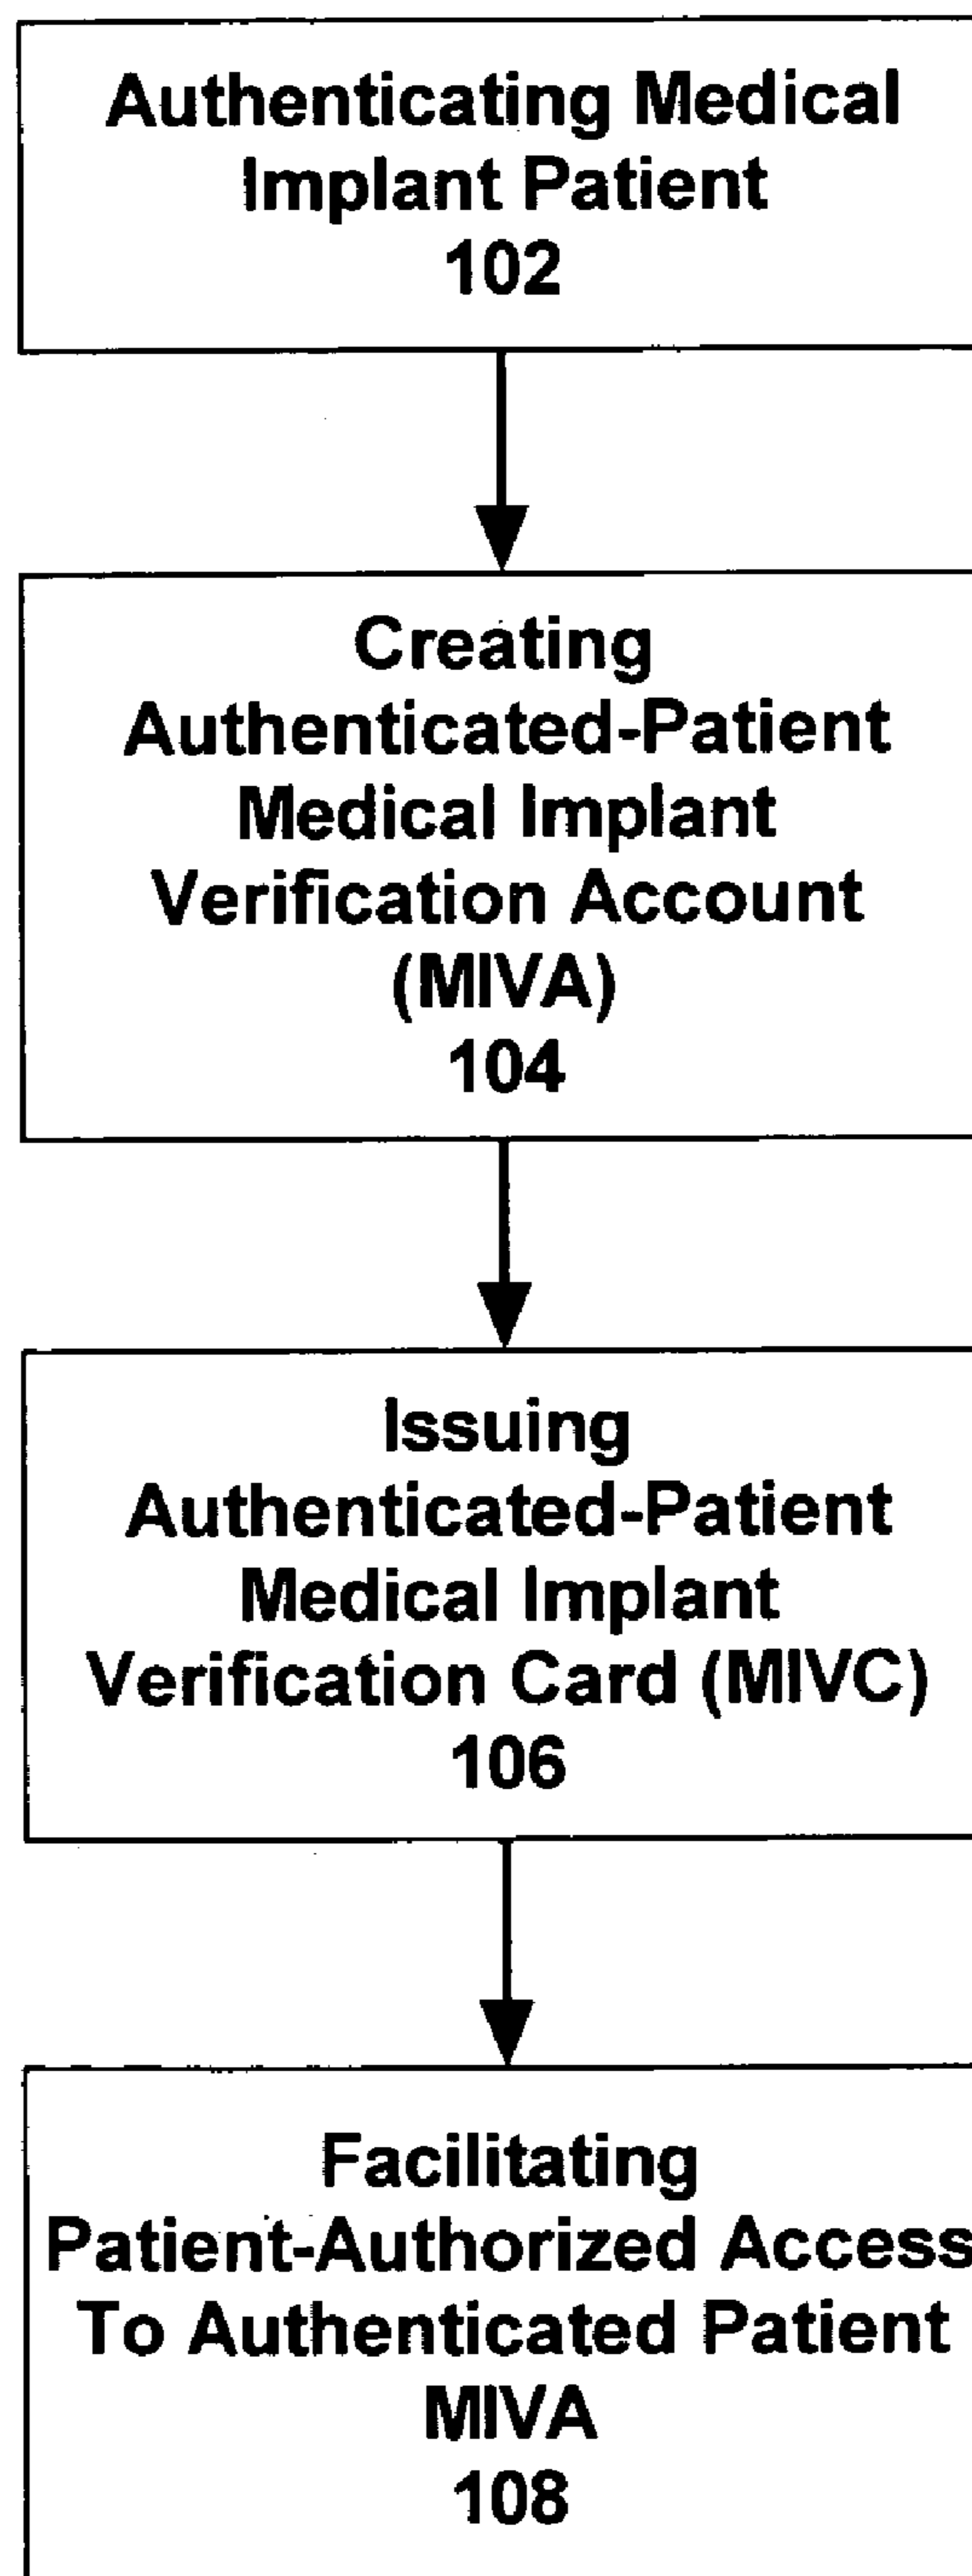 Authenticating Medical
Implant Patient
102
Creating
Authenticated-Patient
Medical Implant
Verification Account
(MIVA)
104
Issuing
Authenticated-Patient
Medical Implant
Verification Card (MIVC)
106
Facilitating
Patient-Authorized Access
To Authenticated Patient
MIVA
108